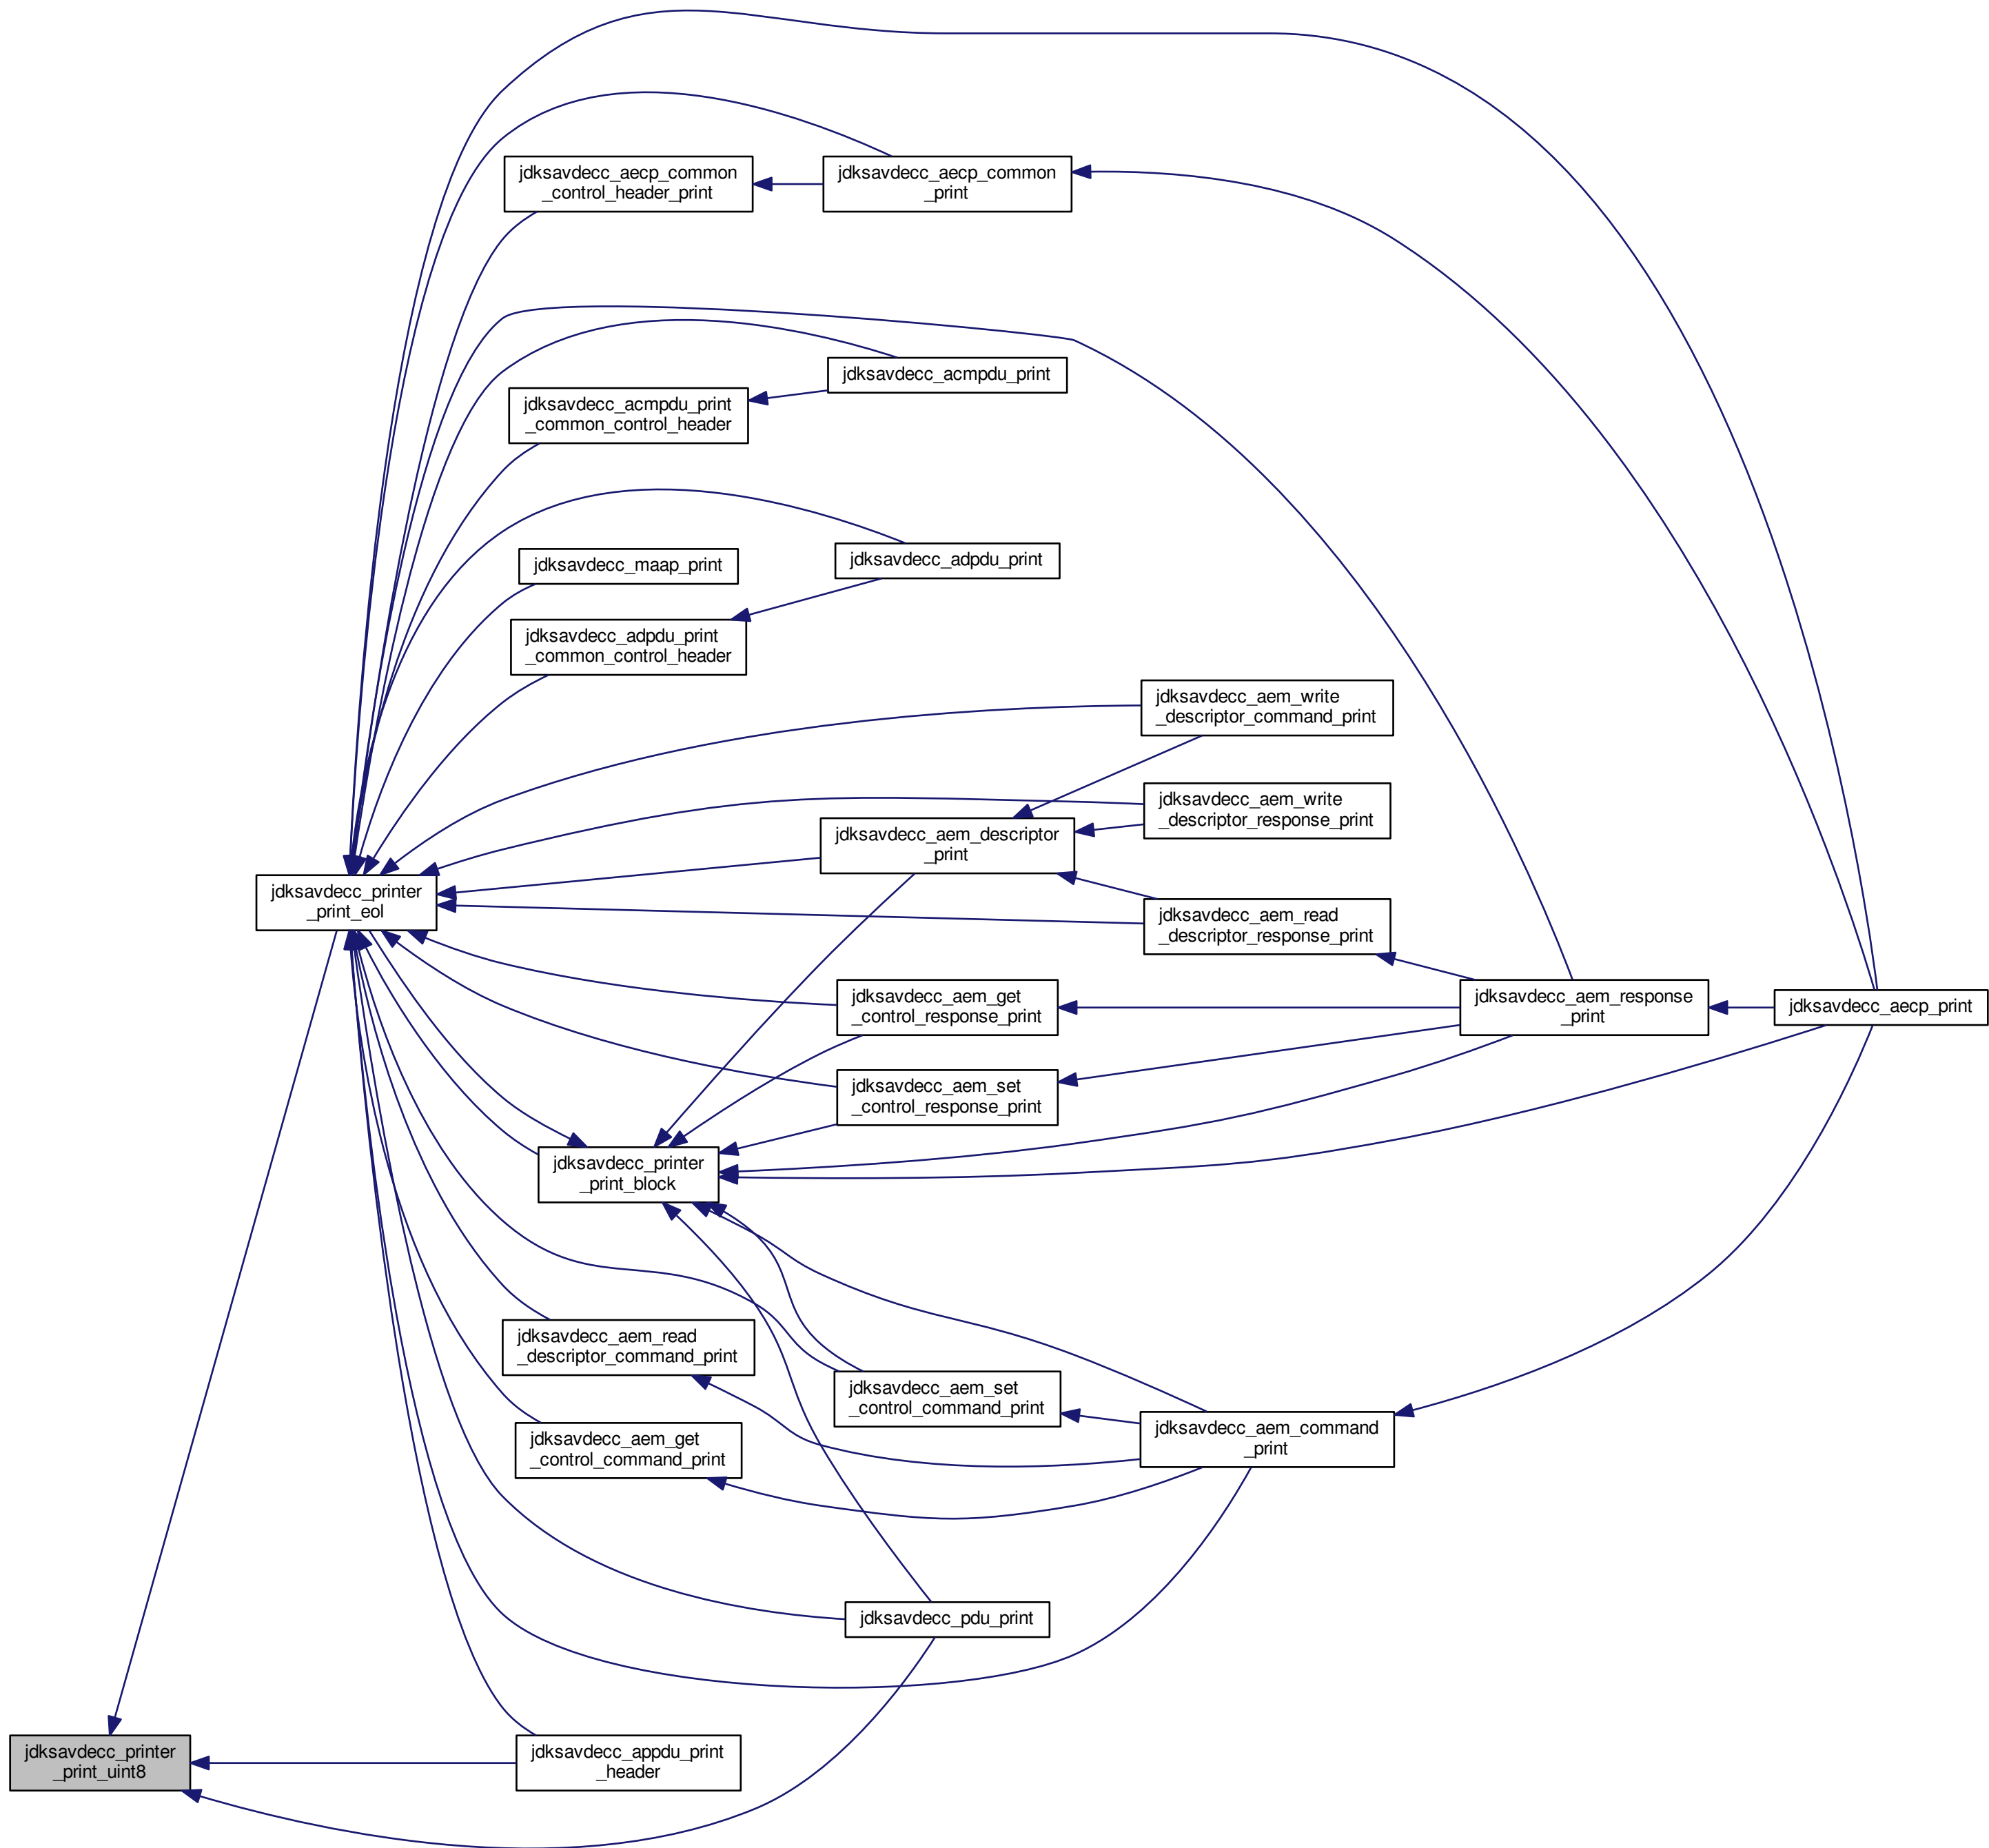 jdksavdecc_aecp_common
_control_header_print
jdksavdecc_aecp_common
_print
jdksavdecc_acmpdu_print
jdksavdecc_acmpdu_print
_common_control_header
jdksavdecc_adpdu_print
jdksavdecc_maap_print
jdksavdecc_adpdu_print
_common_control_header
jdksavdecc_aem_write
_descriptor_command_print
jdksavdecc_aem_write
_descriptor_response_print
jdksavdecc_aem_descriptor
_print
jdksavdecc_printer
_print_eol
jdksavdecc_aem_read
_descriptor_response_print
jdksavdecc_aem_get
_control_response_print
jdksavdecc_aem_response
_print
jdksavdecc_aecp_print
jdksavdecc_aem_set
_control_response_print
jdksavdecc_printer
_print_block
jdksavdecc_aem_read
_descriptor_command_print
jdksavdecc_aem_set
_control_command_print
jdksavdecc_aem_command
_print
jdksavdecc_aem_get
_control_command_print
jdksavdecc_pdu_print
jdksavdecc_printer
_print_uint8
jdksavdecc_appdu_print
_header